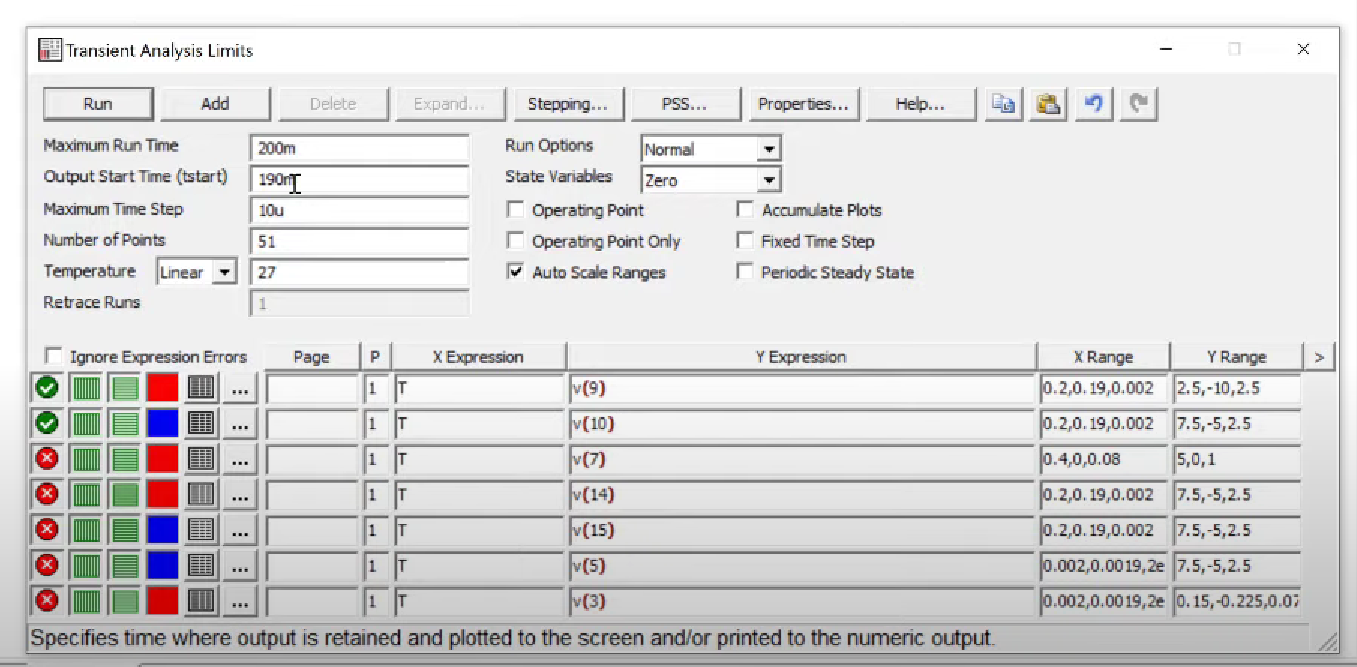 Transient Analysis Limits
Run Add Delete Expand... Stepping... PSS... Properties... Help...
Maximum Run Time 200m Run Options Normal
Output Start Time (tstart) 190m State Variables Zero
Maximum Time Step 10u Operating Point Accumulate Plots
Number of Points 51 Operating Point Only Fixed Time Step
Temperature Linear 27 Auto Scale Ranges Periodic Steady State
Retrace Runs 1
Ignore Expression Errors Page P X Expression Y Expression X Range Y Range >
... 1 T v(9) 0.2,0.19,0.002 2.5,-10,2.5
... 1 T v(10) 0.2,0.19,0.002 7.5,-5,2.5
... 1 T v(7) 0.4,0,0.08 5,0,1
... 1 T v(14) 0.2,0.19,0.002 7.5,-5,2.5
... 1 T v(15) 0.2,0.19,0.002 7.5,-5,2.5
... 1 T v(5) 0.002,0.0019,2e 7.5,-5,2.5
... 1 T v(3) 0.002,0.0019,2e 0.15,-0.225,0.07
Specifies time where output is retained and plotted to the screen and/or printed to the numeric output.